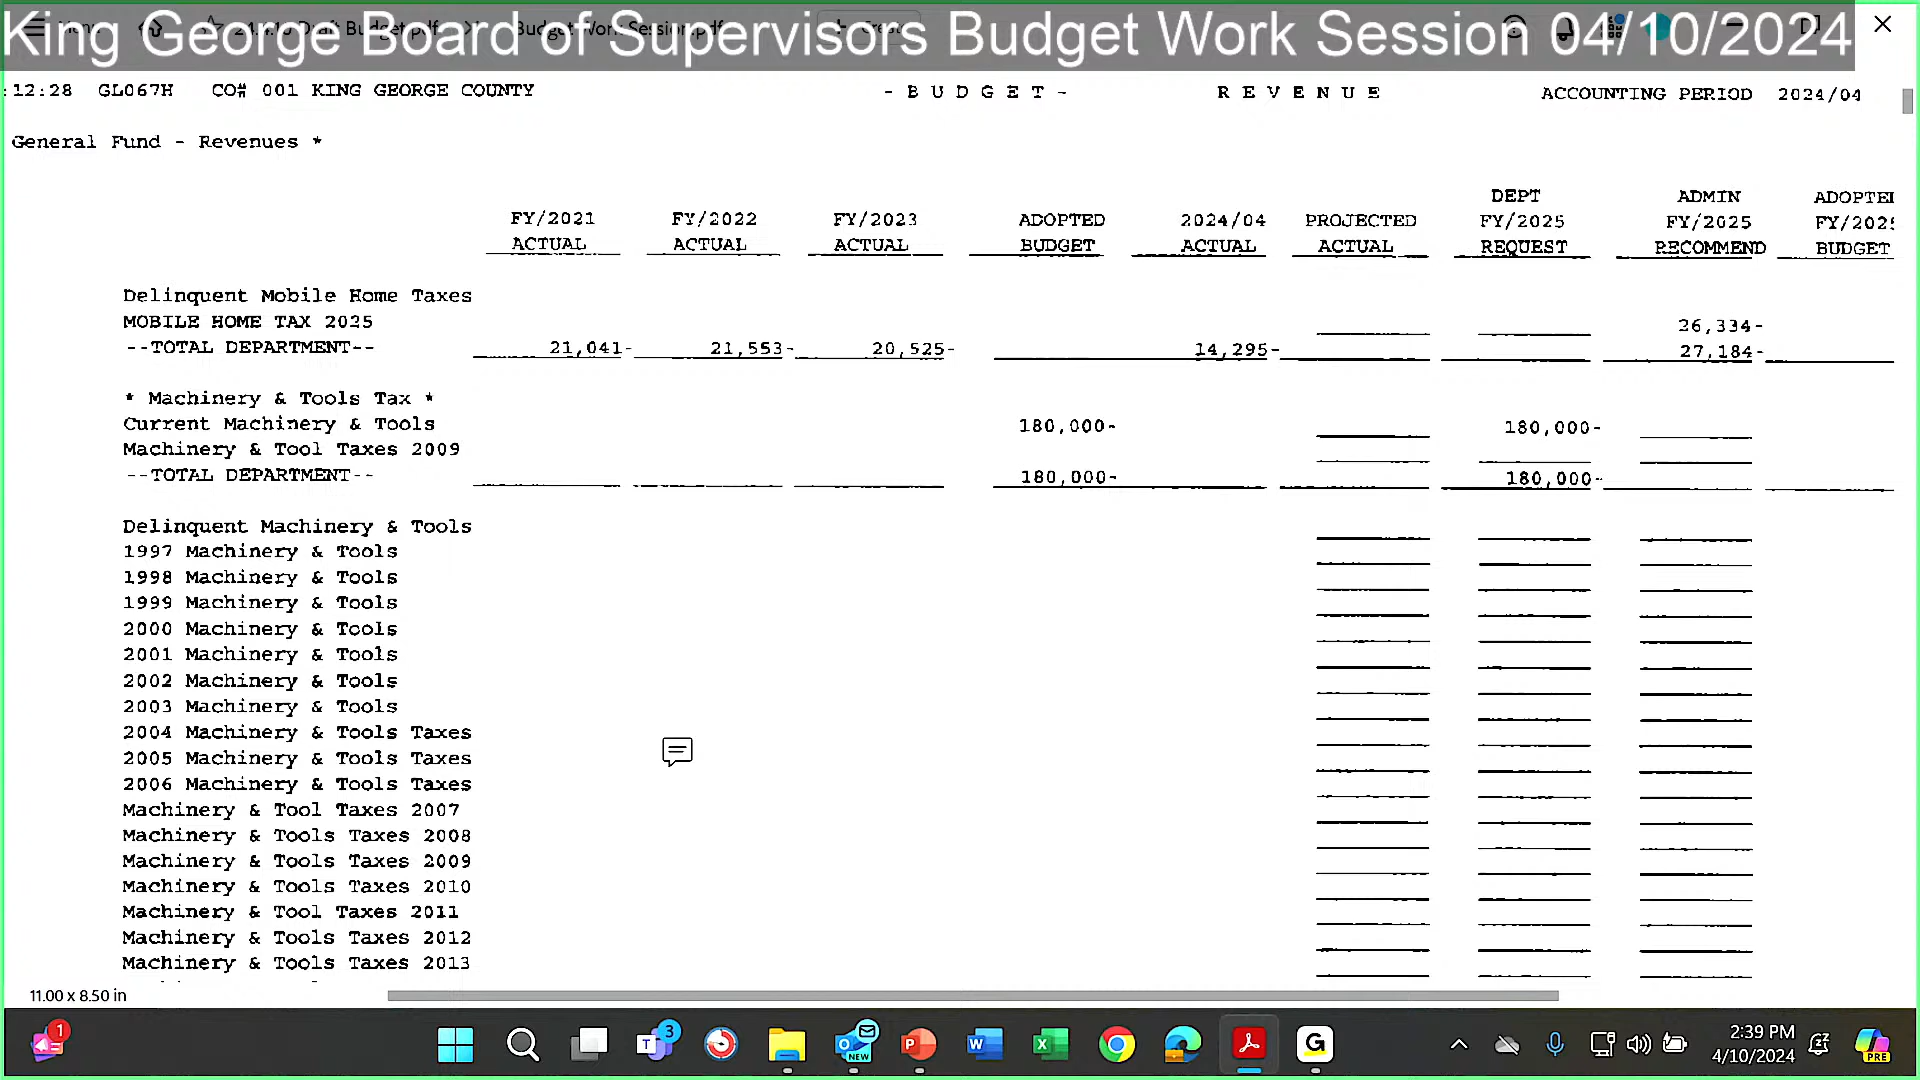 King George Board of Supervisors Budget Work Session 04/10/2024
:12:28 GL067H CO# 001 KING GEORGE COUNTY - B U D G E T - R E V E N U E ACCOUNTING PERIOD 2024/04
General Fund - Revenues *
DEPT ADMIN ADOPTE
FY/2021 FY/2022 FY/2023 ADOPTED 2024/04 PROJECTED FY/2025 FY/2025 FY/202
ACTUAL ACTUAL ACTUAL BUDGET ACTUAL ACTUAL REQUEST RECOMMEND BUDGET
Delinquent Mobile Home Taxes
MOBILE HOME TAX 2025 26,334-
--TOTAL DEPARTMENT-- 21,041- 21,553- 20,525- 14,295- 27,184-
* Machinery & Tools Tax *
Current Machinery & Tools 180,000- 180,000-
Machinery & Tool Taxes 2009
--TOTAL DEPARTMENT-- 180,000- 180,000-
Delinquent Machinery & Tools
1997 Machinery & Tools
1998 Machinery & Tools
1999 Machinery & Tools
2000 Machinery & Tools
2001 Machinery & Tools
2002 Machinery & Tools
2003 Machinery & Tools
2004 Machinery & Tools Taxes
2005 Machinery & Tools Taxes
2006 Machinery & Tools Taxes
Machinery & Tool Taxes 2007
Machinery & Tools Taxes 2008
Machinery & Tools Taxes 2009
Machinery & Tools Taxes 2010
Machinery & Tool Taxes 2011
Machinery & Tools Taxes 2012
Machinery & Tools Taxes 2013
11.00 x 8.50 in
1
3
NEW
2:39 PM
4/10/2024
PRE